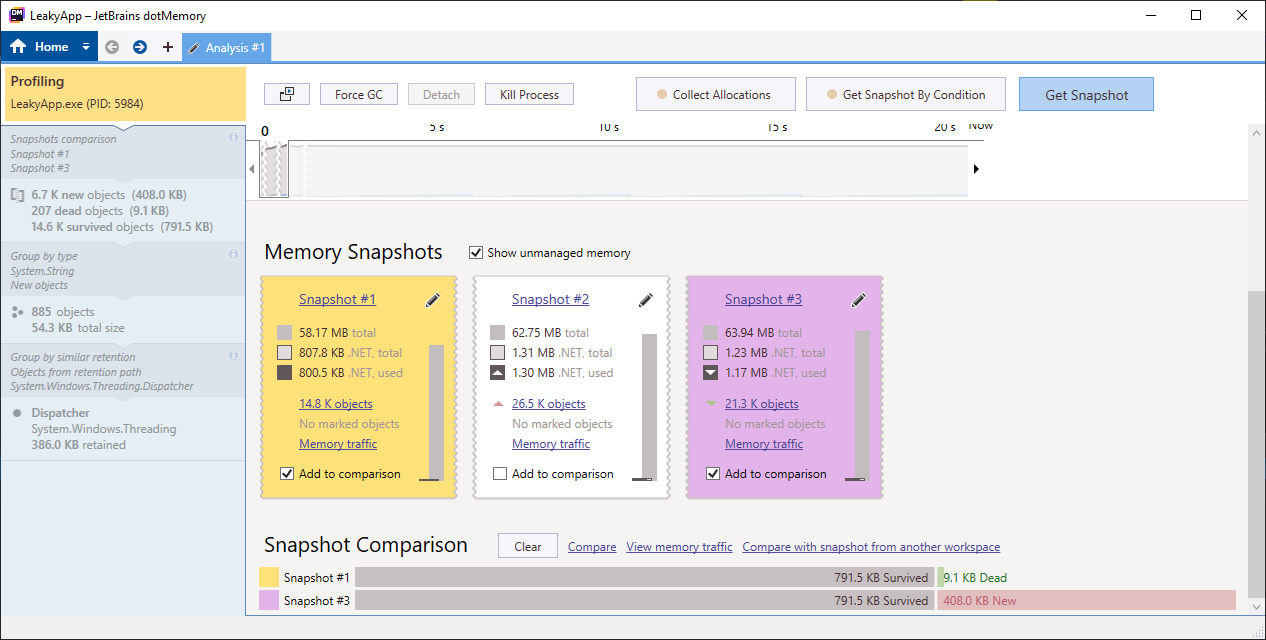 LeakyApp – JetBrains dotMemory
Home
Analysis #1
Profiling
LeakyApp.exe (PID: 5984)
Snapshots comparison
Snapshot #1
Snapshot #3
6.7 K new objects (408.0 KB)
207 dead objects (9.1 KB)
14.6 K survived objects (791.5 KB)
Group by type
System.String
New objects
885 objects
54.3 KB total size
Group by similar retention
Objects from retention path
System.Windows.Threading.Dispatcher
Dispatcher
System.Windows.Threading
386.0 KB retained
Force GC
Detach
Kill Process
Collect Allocations
Get Snapshot By Condition
Get Snapshot
0
5 s
10 s
15 s
20 s
Now
Memory Snapshots
Show unmanaged memory
Snapshot #1
58.17 MB total
807.8 KB .NET, total
800.5 KB .NET, used
14.8 K objects
No marked objects
Memory traffic
Add to comparison
Snapshot #2
62.75 MB total
1.31 MB .NET, total
1.30 MB .NET, used
26.5 K objects
No marked objects
Memory traffic
Add to comparison
Snapshot #3
63.94 MB total
1.23 MB .NET, total
1.17 MB .NET, used
21.3 K objects
No marked objects
Memory traffic
Add to comparison
Snapshot Comparison
Clear
Compare
View memory traffic
Compare with snapshot from another workspace
Snapshot #1
791.5 KB Survived
9.1 KB Dead
Snapshot #3
791.5 KB Survived
408.0 KB New